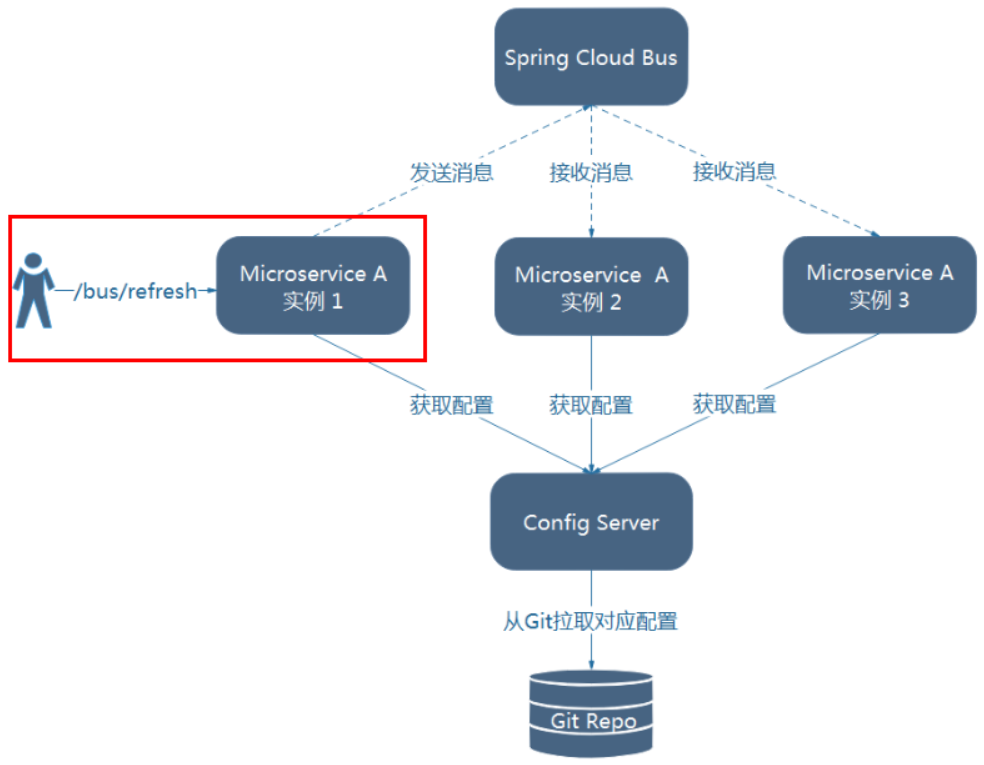 Spring Cloud Bus
发送消息
接收消息
接收消息
/bus/refresh
Microservice A
实例 1
Microservice A
实例 2
Microservice A
实例 3
获取配置
获取配置
获取配置
Config Server
从Git拉取对应配置
Git Repo